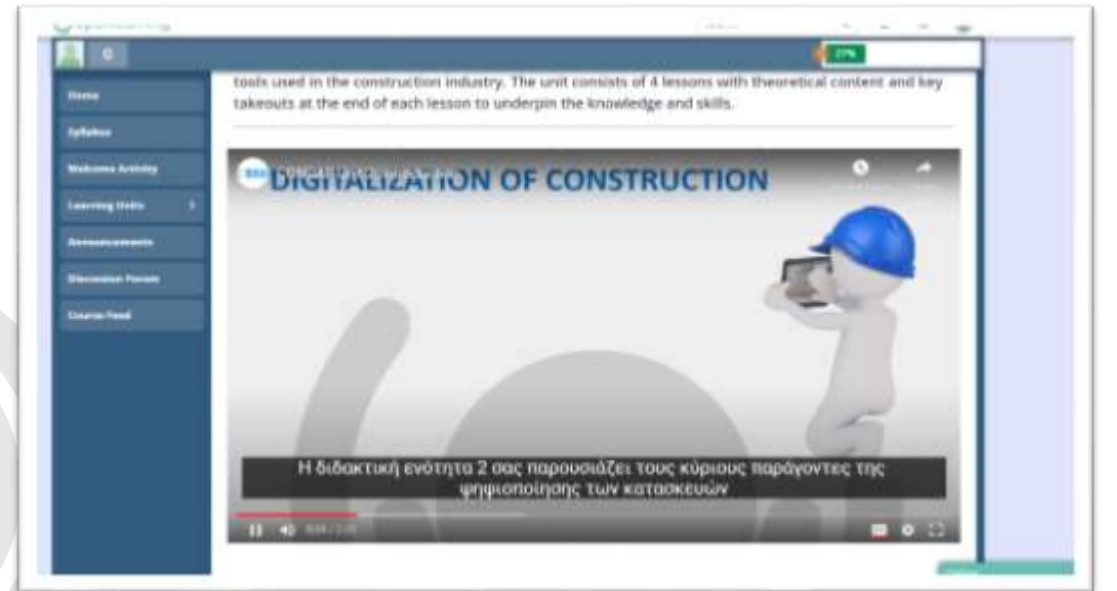 27%
Home
Syllabus
Welcome Activity
Learning Units
Announcements
Discussion Forum
Course Feed
tools used in the construction industry. The unit consists of 4 lessons with theoretical content and key
takeouts at the end of each lesson to underpin the knowledge and skills.
DIGITALIZATION OF CONSTRUCTION
Η διδακτική ενότητα 2 σας παρουσιάζει τους κύριους παράγοντες της
ψηφιοποίησης των κατασκευών